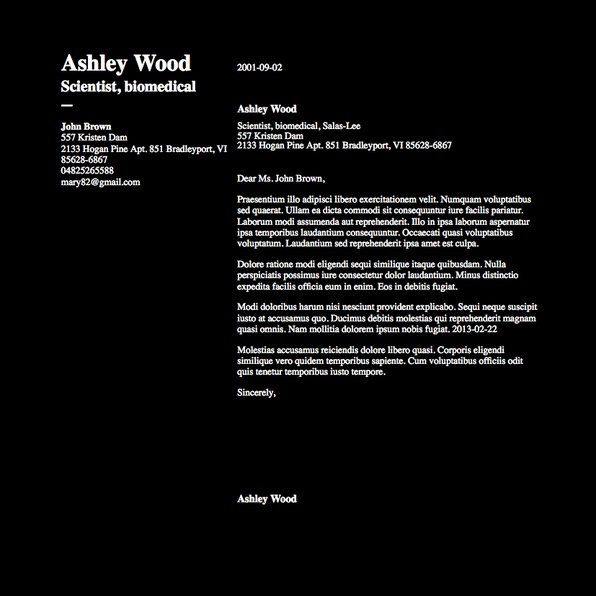 Ashley Wood
Scientist, biomedical
—
John Brown
557 Kristen Dam
2133 Hogan Pine Apt. 851 Bradleyport, VI
85628-6867
04825265588
mary82@gmail.com
2001-09-02
Ashley Wood
Scientist, biomedical, Salas-Lee
557 Kristen Dam
2133 Hogan Pine Apt. 851 Bradleyport, VI 85628-6867
Dear Ms. John Brown,
Praesentium illo adipisci libero exercitationem velit. Numquam voluptatibus
sed quaerat. Ullam ea dicta commodi sit consequuntur iure facilis pariatur.
Laborum modi assumenda aut reprehenderit. Illo in ipsa laborum aspernatur
ipsa temporibus laudantium consequuntur. Occaecati quasi voluptatibus
voluptatum. Laudantium sed reprehenderit ipsa amet est culpa.
Dolore ratione modi eligendi sequi similique itaque quibusdam. Nulla
perspiciatis possimus iure consectetur dolor laudantium. Minus distinctio
expedita facilis officia eum in enim. Eos in debitis fugiat.
Modi doloribus harum nisi nesciunt provident explicabo. Sequi neque suscipit
iusto at accusamus quo. Ducimus debitis molestias qui reprehenderit magnam
quasi omnis. Nam mollitia dolorem ipsum nobis fugiat. 2013-02-22
Molestias accusamus reiciendis dolore libero quasi. Corporis eligendi
similique vero quidem temporibus sapiente. Cum voluptatibus officiis odit
quis tenetur temporibus iusto tempore.
Sincerely,
Ashley Wood